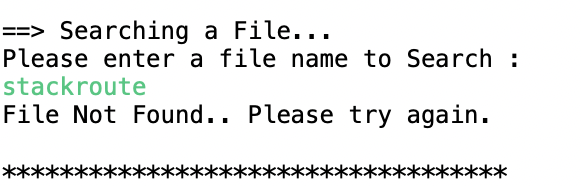 ==> Searching a File...
Please enter a file name to Search :
stackroute
File Not Found.. Please try again.
***********************************